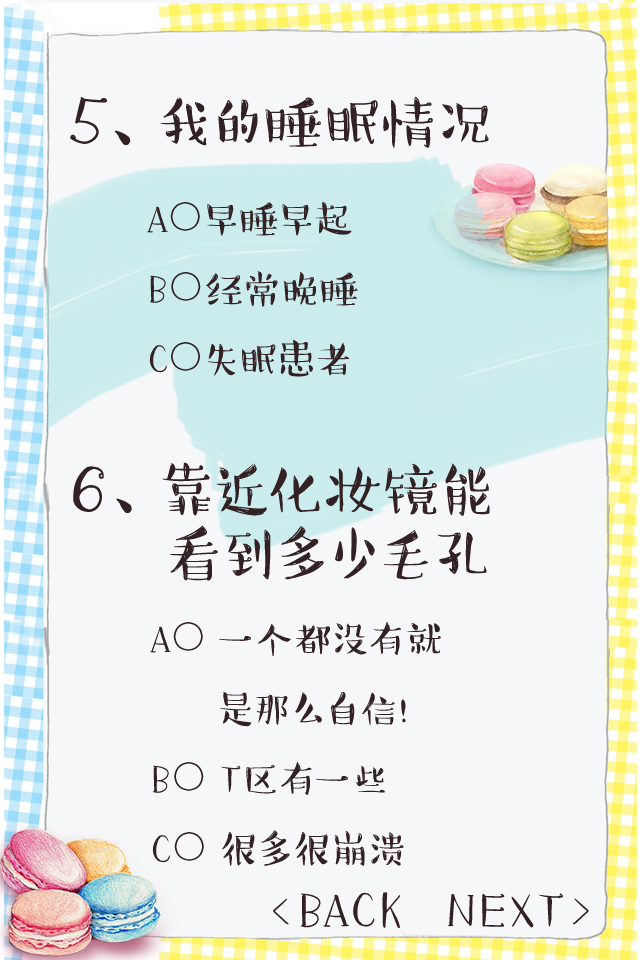 5、我的睡眠情况
A○早睡早起
B○经常晚睡
C○失眠患者
6、靠近化妆镜能
看到多少毛孔
A○ 一个都没有就
是那么自信!
B○ T区有一些
C○ 很多很崩溃
<BACK NEXT>